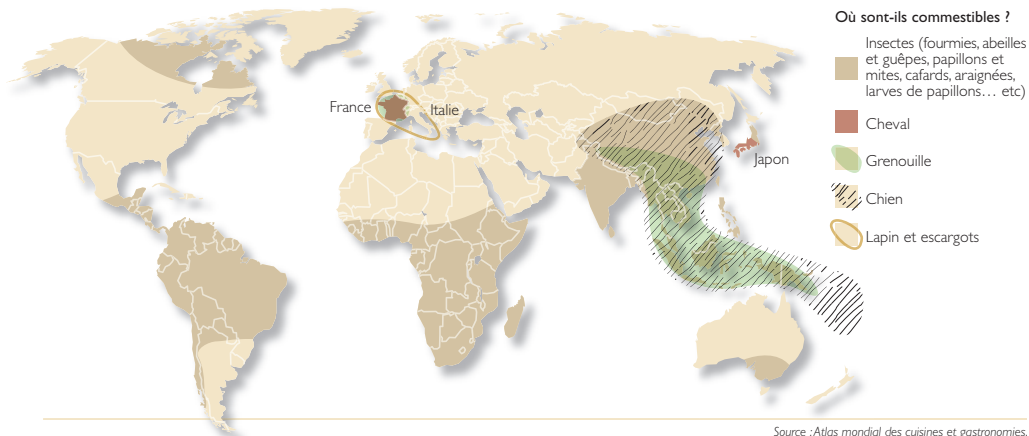 Où sont-ils commestibles ?
Insectes (fourmies, abeilles
et guêpes, papillons et
mites, cafards, araignées,
larves de papillons… etc)
Cheval
Grenouille
Chien
Lapin et escargots
France
Italie
Japon
Source : Atlas mondial des cuisines et gastronomies.